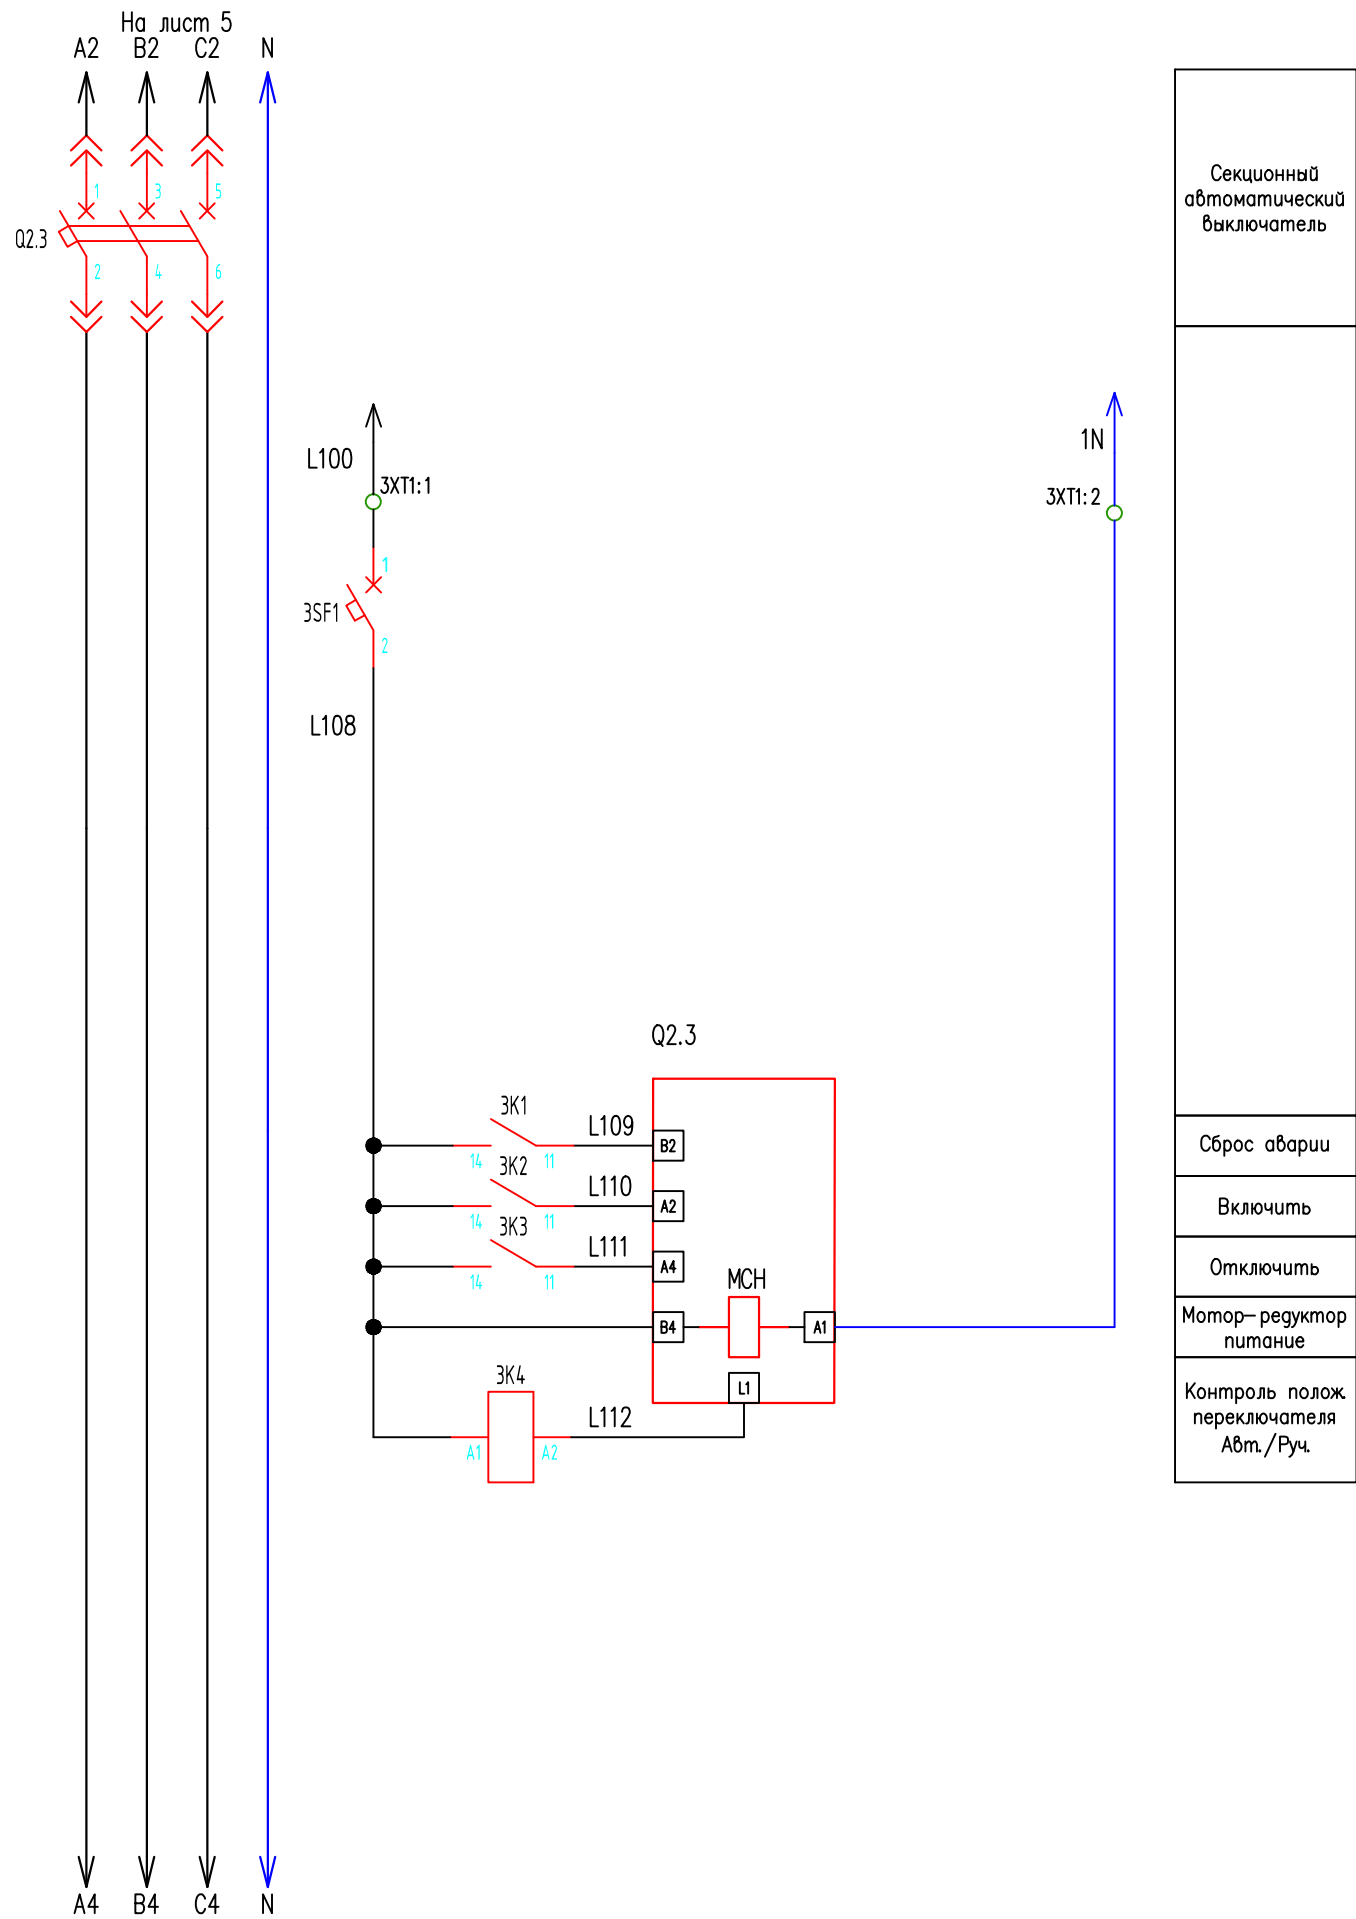 На лист 5
A2 B2 C2 N
1 3 5
Q2.3
2 4 6
Секционный
автоматический
выключатель
L100
3XT1:1
1N
3XT1:2
1
3SF1
2
L108
Q2.3
3K1
L109
B2
14 11
Сброс аварии
3K2
L110
A2
14 11
Включить
3K3
L111
A4
14 11
Отключить
МСН
B4
A1
Мотор–редуктор
питание
L1
3K4
L112
A1 A2
Контроль полож.
переключателя
Авт./Руч.
A4 B4 C4 N